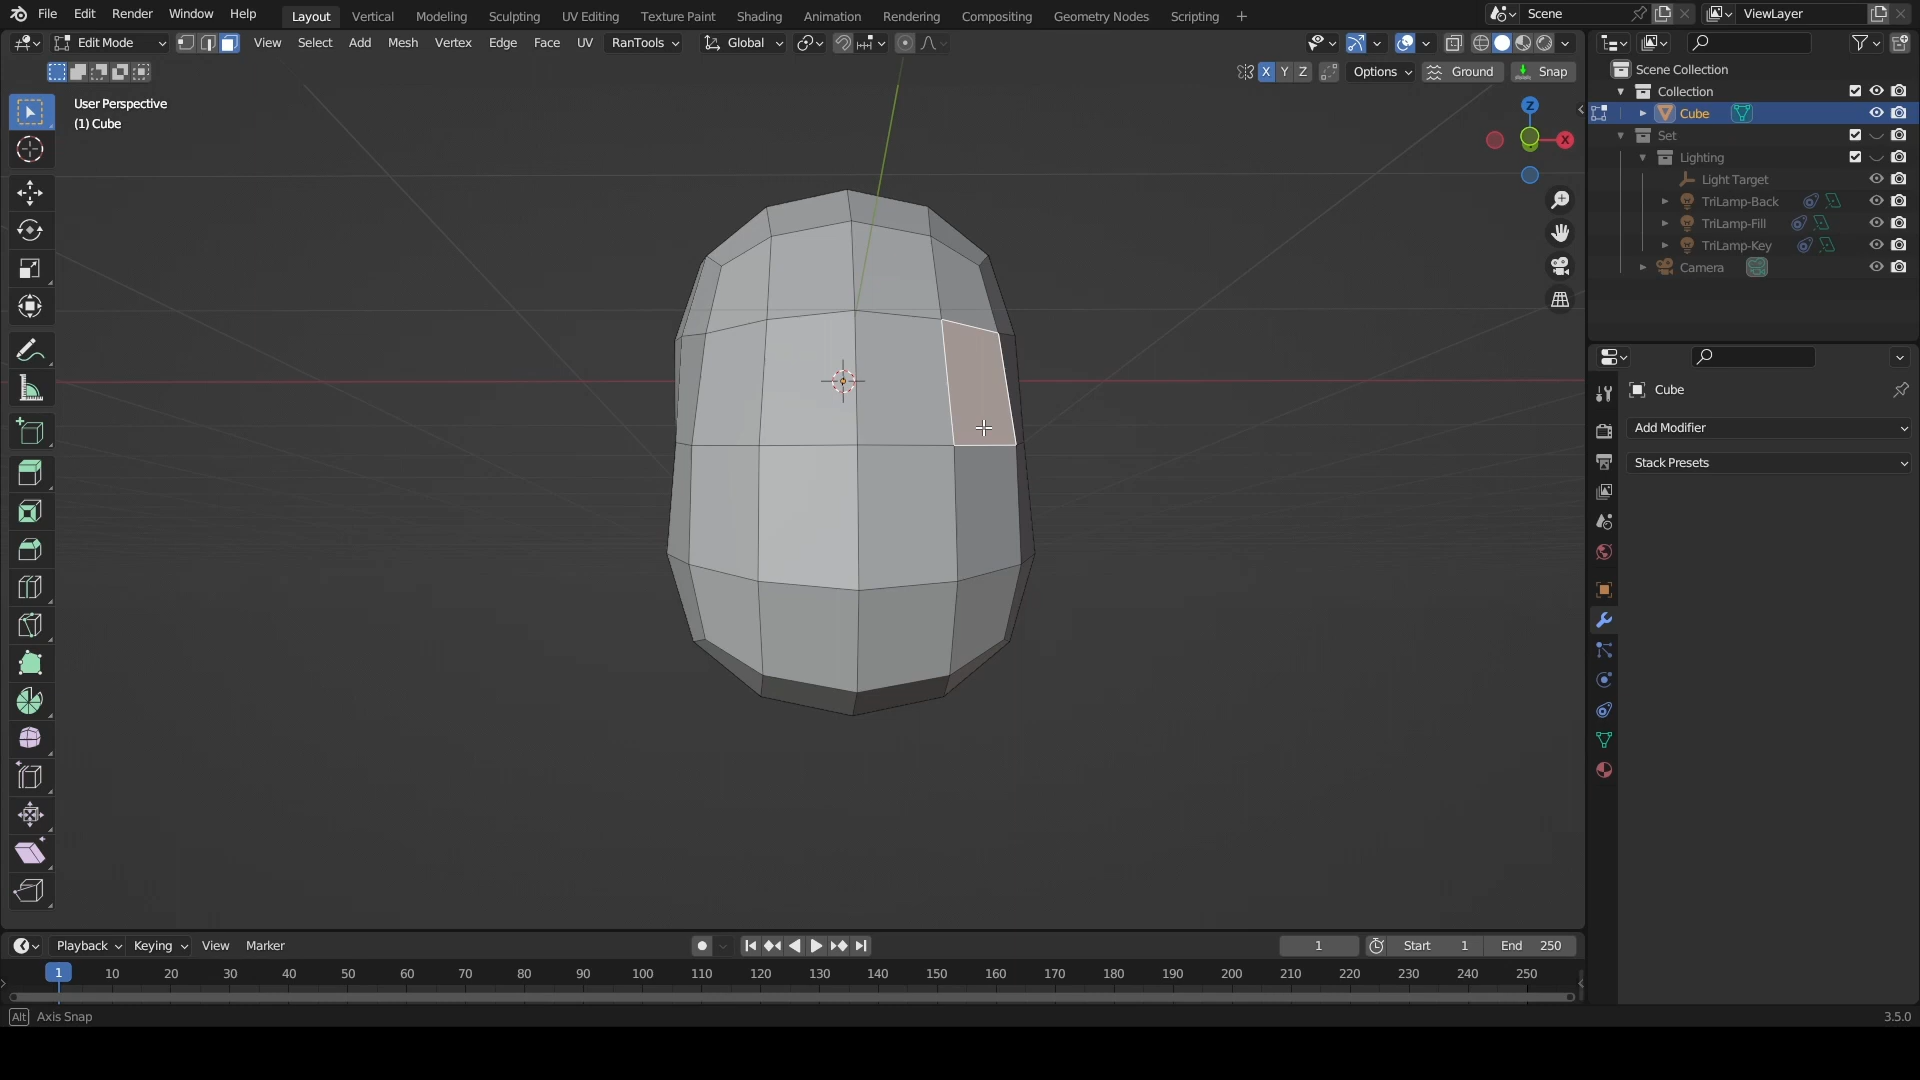 File Edit Render Window Help Layout Vertical Modeling Sculpting UV Editing Texture Paint Shading Animation Rendering Compositing Geometry Nodes Scripting + Scene ViewLayer
Edit Mode View Select Add Mesh Vertex Edge Face UV RanTools Global
X Y Z Options Ground Snap
User Perspective
(1) Cube
Z
X
Scene Collection
Collection
Cube
Set
Lighting
Light Target
TriLamp-Back
TriLamp-Fill
TriLamp-Key
Camera
Cube
Add Modifier
Stack Presets
Playback Keying View Marker 1 Start 1 End 250
1 10 20 30 40 50 60 70 80 90 100 110 120 130 140 150 160 170 180 190 200 210 220 230 240 250
Alt Axis Snap 3.5.0